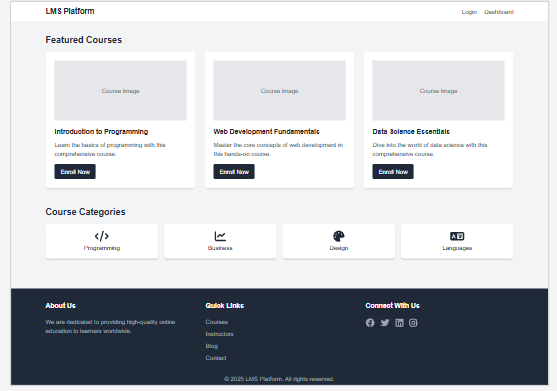 LMS Platform
Login Dashboard
Featured Courses
Course Image
Introduction to Programming
Learn the basics of programming with this
comprehensive course.
Enroll Now
Course Image
Web Development Fundamentals
Master the core concepts of web development in
this hands-on course.
Enroll Now
Course Image
Data Science Essentials
Dive into the world of data science with this
comprehensive course.
Enroll Now
Course Categories
Programming
Business
Design
Languages
About Us
We are dedicated to providing high-quality online
education to learners worldwide.
Quick Links
Courses
Instructors
Blog
Contact
Connect With Us
© 2025 LMS Platform. All rights reserved.